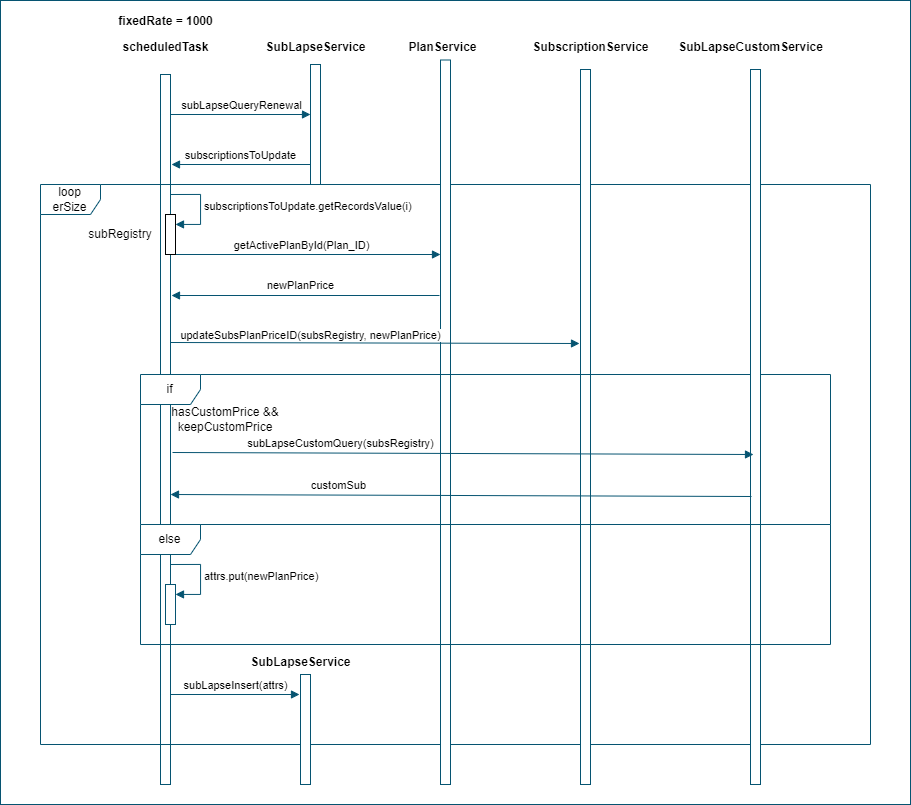 fixedRate = 1000
scheduledTask
SubLapseService
PlanService
SubscriptionService
SubLapseCustomService
subLapseQueryRenewal
subscriptionsToUpdate
loop
erSize
subscriptionsToUpdate.getRecordsValue(i)
subRegistry
getActivePlanById(Plan_ID)
newPlanPrice
updateSubsPlanPriceID(subsRegistry, newPlanPrice)
if
hasCustomPrice &&
keepCustomPrice
subLapseCustomQuery(subsRegistry)
customSub
else
attrs.put(newPlanPrice)
SubLapseService
subLapseInsert(attrs)